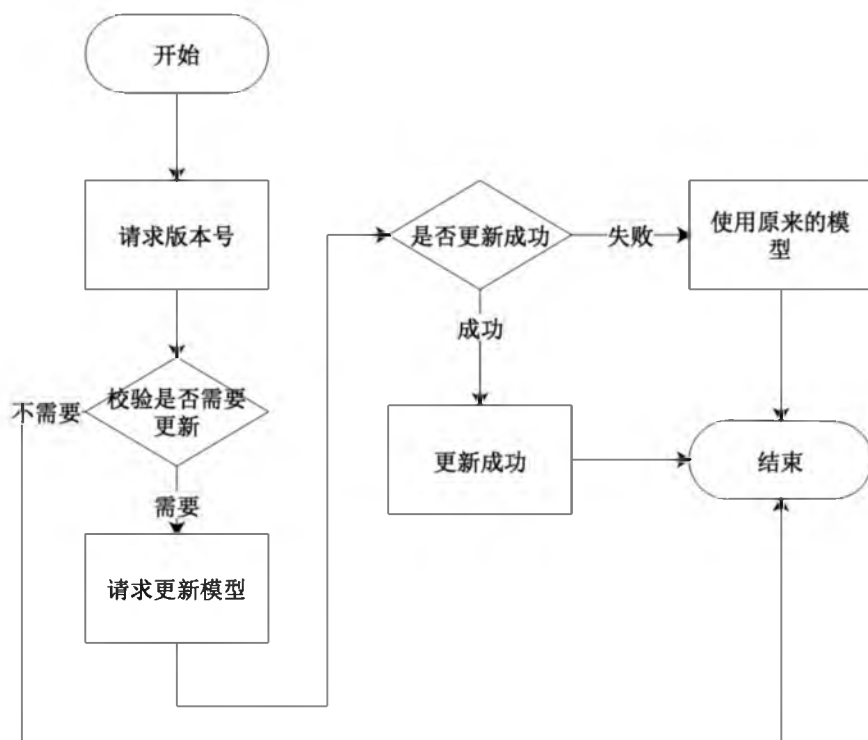 开始
请求版本号
校验是否需要
更新
不需要
需要
请求更新模型
是否更新成功
失败
使用原来的模
型
成功
更新成功
结束